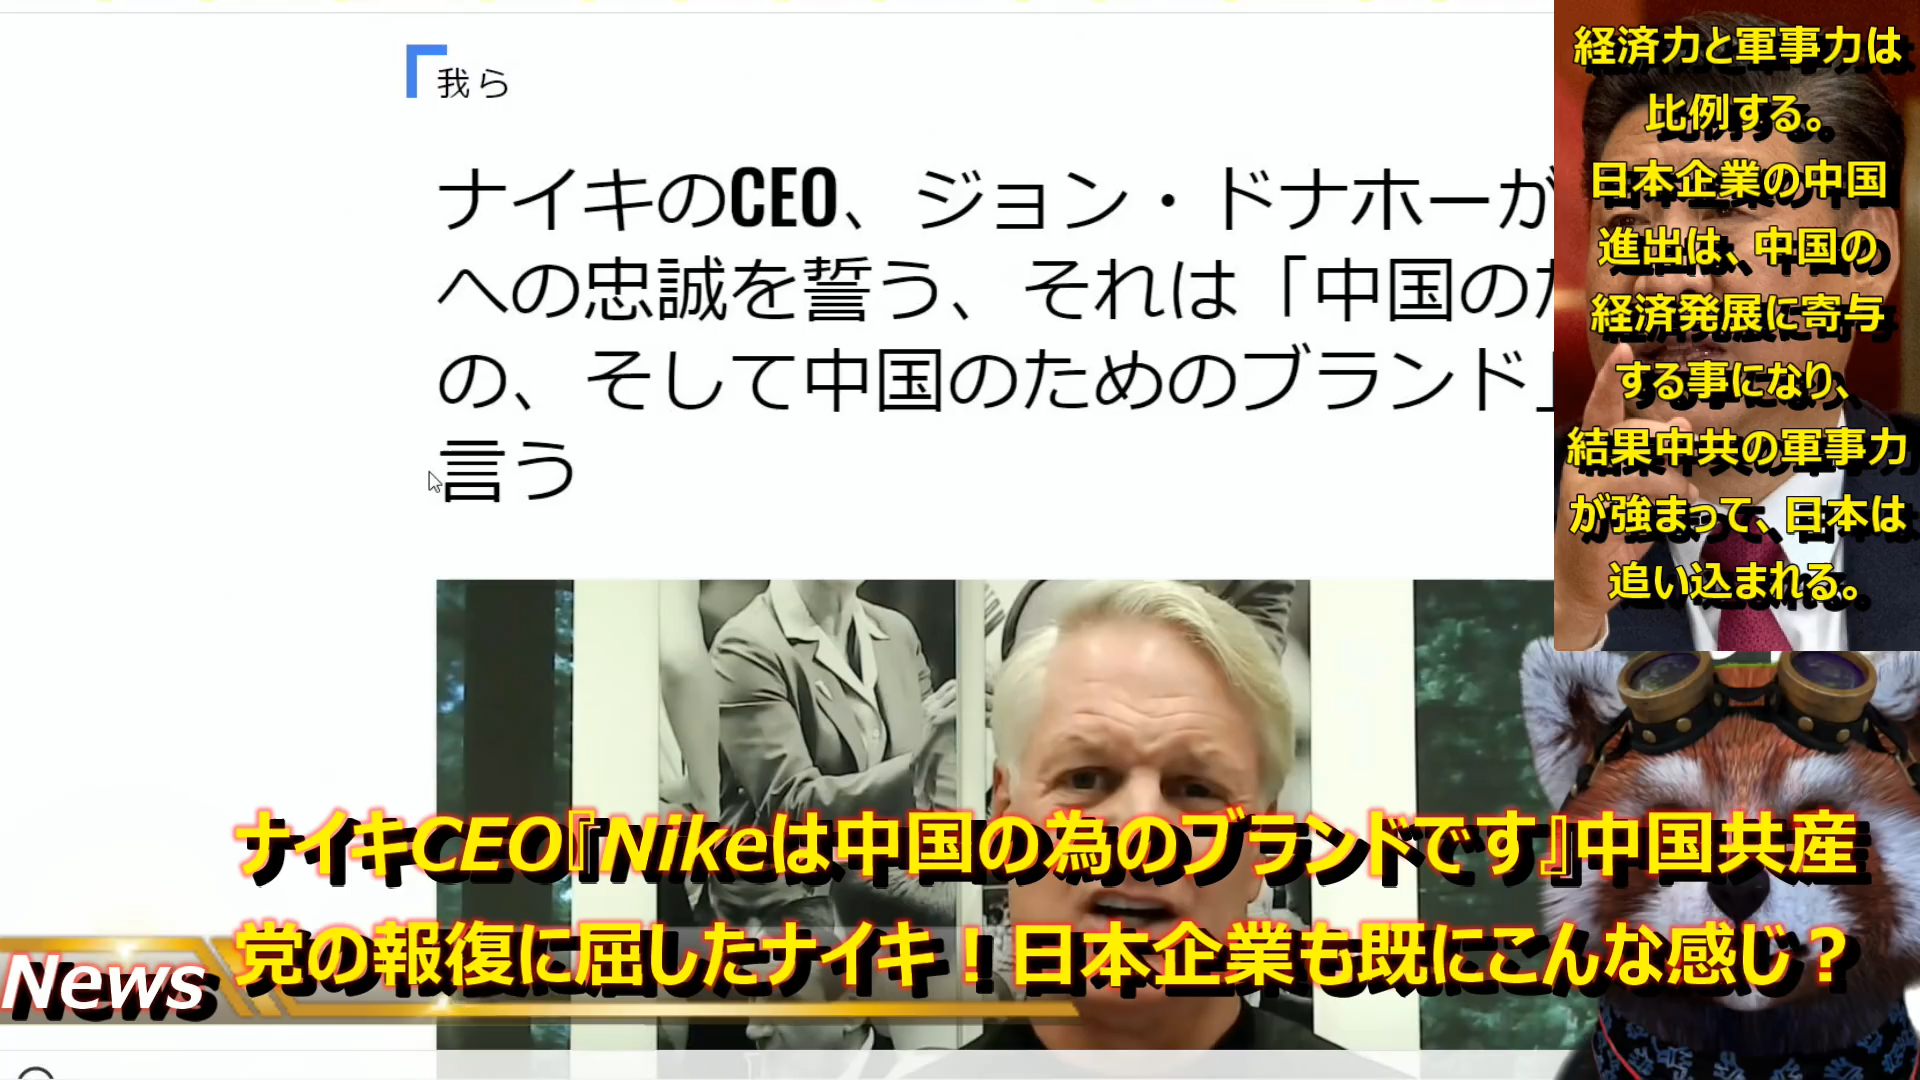 我ら
ナイキのCEO、ジョン・ドナホーが
への忠誠を誓う、それは「中国の
の、そして中国のためのブランド」
言う
経済力と軍事力は
比例する。
日本企業の中国
進出は、中国の
経済発展に寄与
する事になり、
結果中共の軍事力
が強まって、日本は
追い込まれる。
ナイキCEO『Nikeは中国の為のブランドです』中国共産
党の報復に屈したナイキ！日本企業も既にこんな感じ？
News